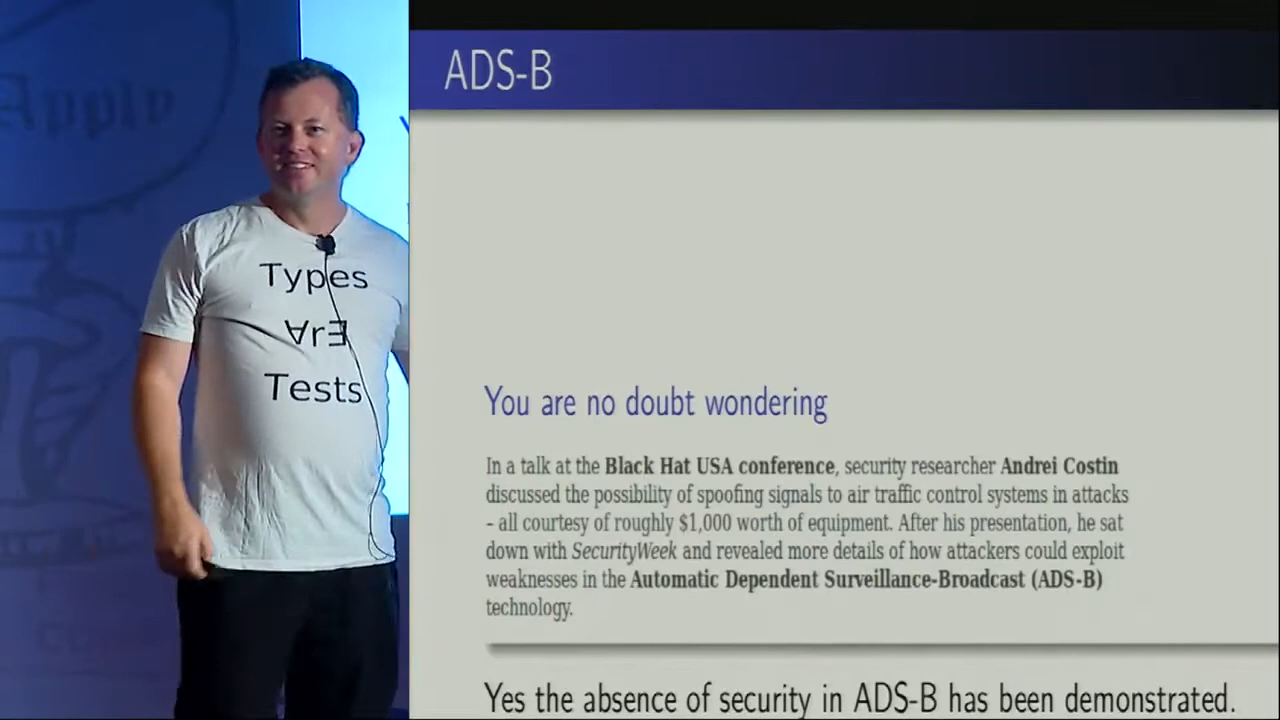 Apply
Types
∀rƎ
Tests
ADS-B
You are no doubt wondering
In a talk at the Black Hat USA conference, security researcher Andrei Costin
discussed the possibility of spoofing signals to air traffic control systems in attacks
– all courtesy of roughly $1,000 worth of equipment. After his presentation, he sat
down with SecurityWeek and revealed more details of how attackers could exploit
weaknesses in the Automatic Dependent Surveillance-Broadcast (ADS-B)
technology.
Yes the absence of security in ADS-B has been demonstrated.